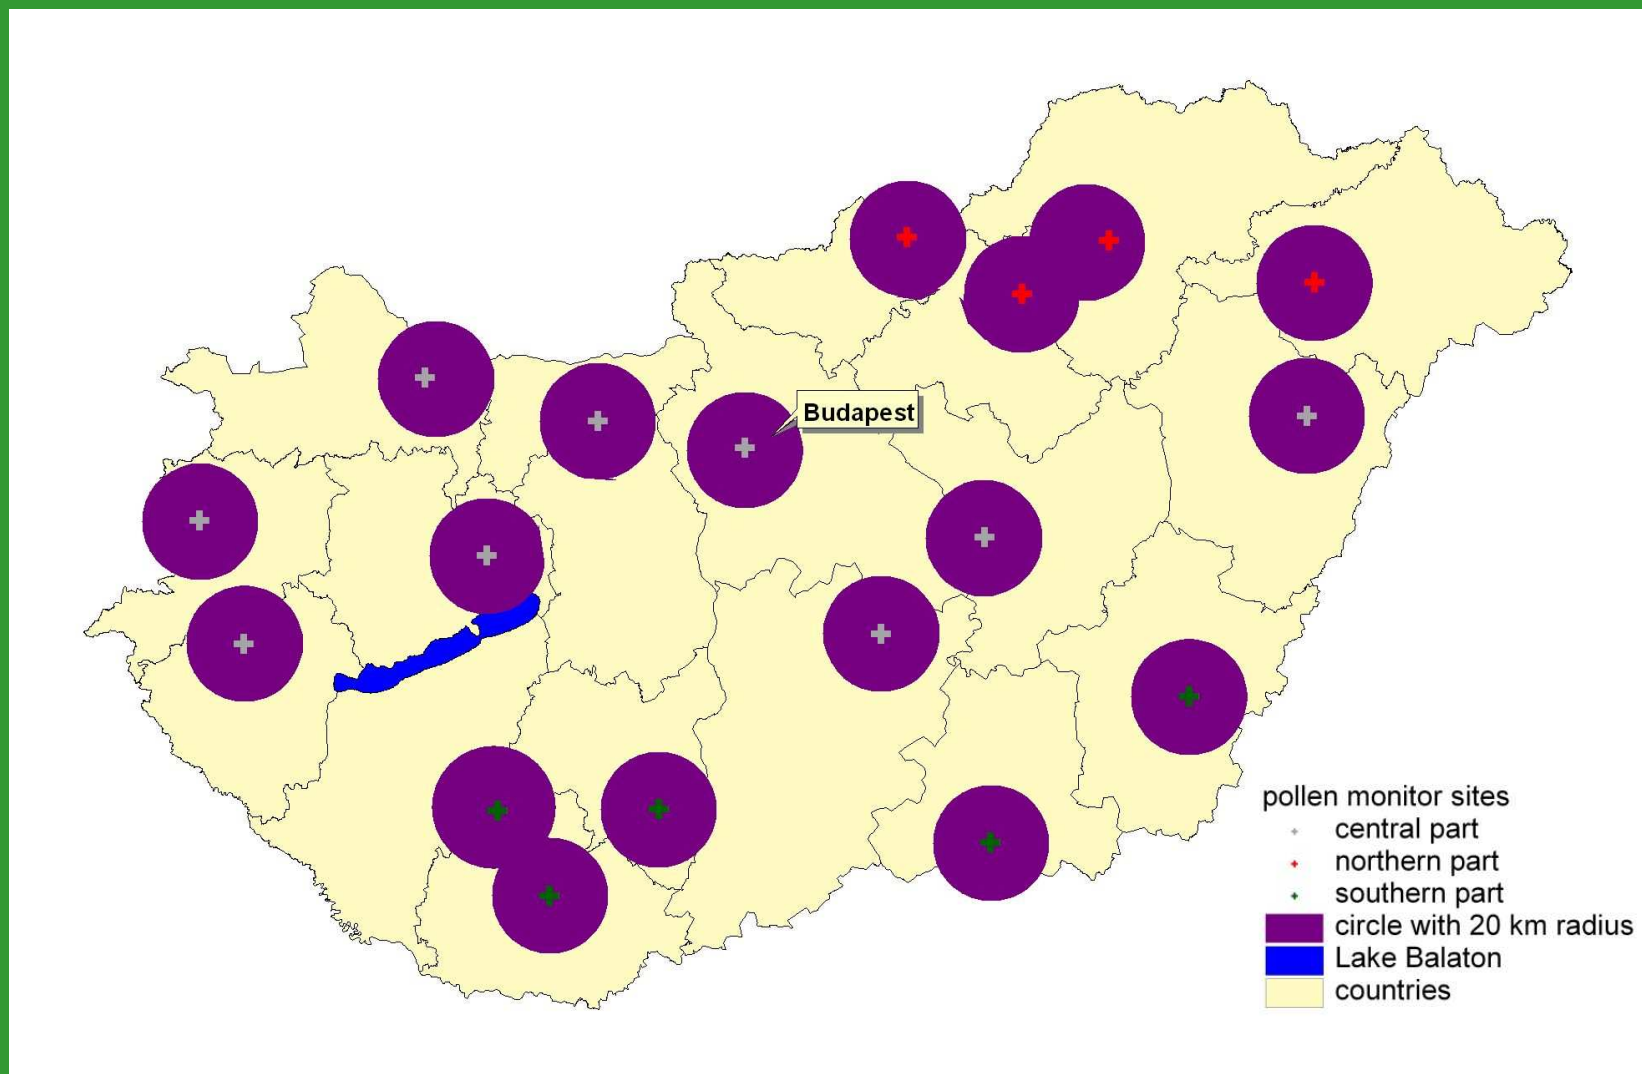 Budapest
pollen monitor sites
central part
northern part
southern part
circle with 20 km radius
Lake Balaton
countries